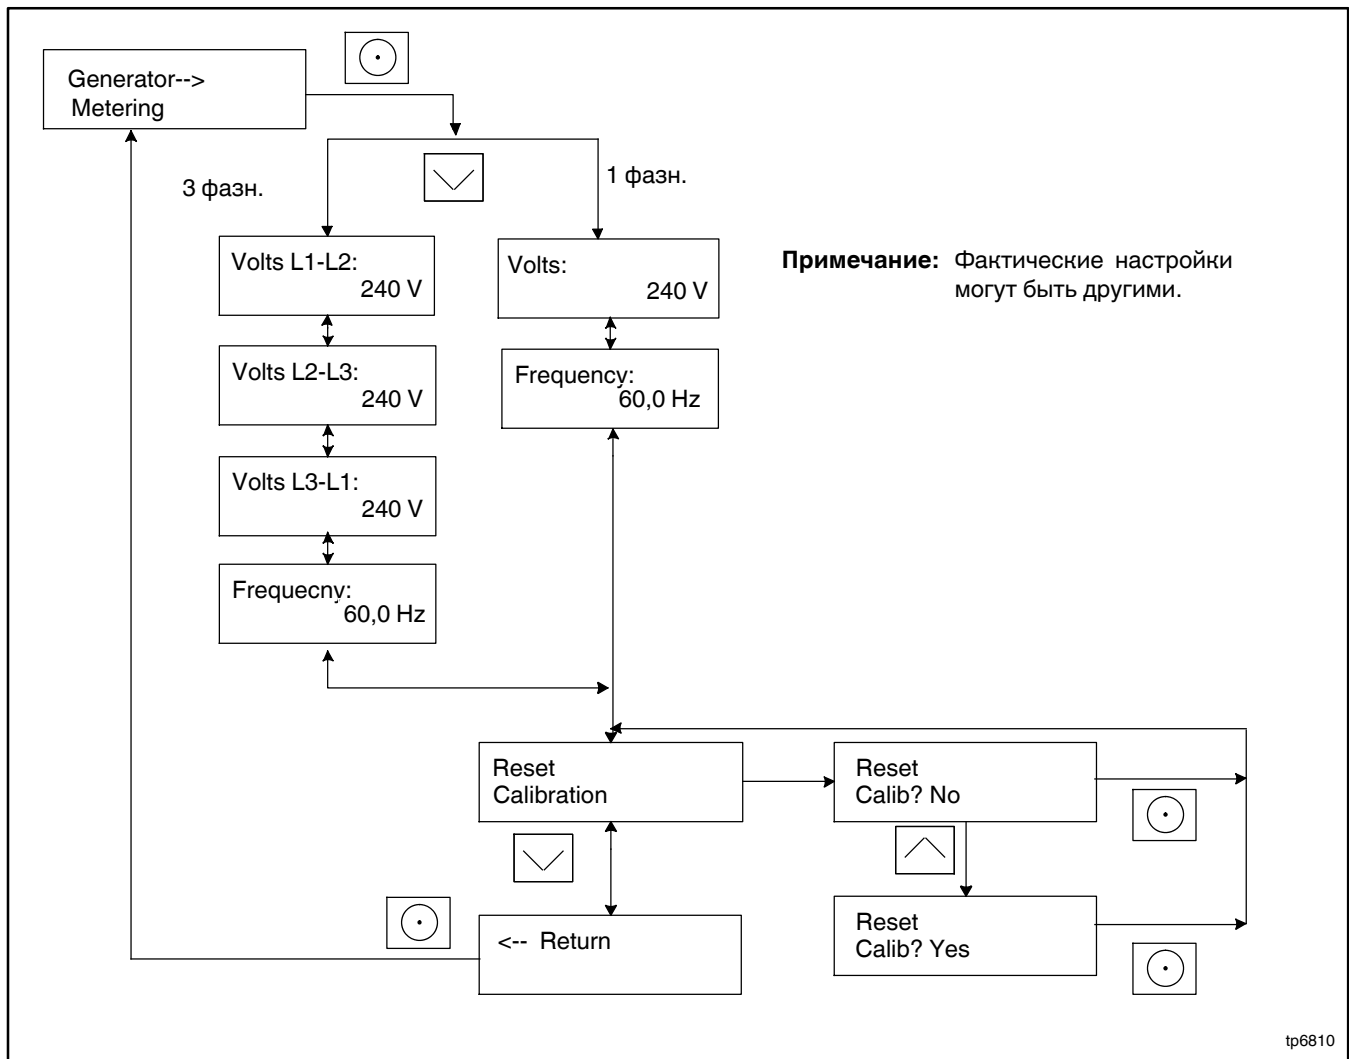 Generator-->
Metering
3 фазн.
1 фазн.
Volts L1-L2:
240 V
Volts:
240 V
Примечание: Фактические настройки
могут быть другими.
Volts L2-L3:
240 V
Frequency:
60,0 Hz
Volts L3-L1:
240 V
Frequecny:
60,0 Hz
Reset
Calibration
Reset
Calib? No
<-- Return
Reset
Calib? Yes
tp6810